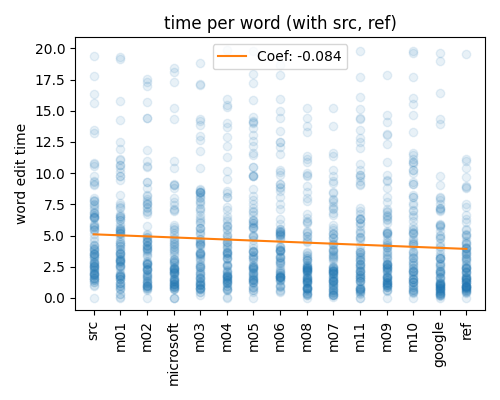 time per word (with src, ref)
Coef: -0.084
word edit time
20.0
17.5
15.0
12.5
10.0
7.5
5.0
2.5
0.0
src
m01
m02
microsoft
m03
m04
m05
m06
m08
m07
m11
m09
m10
google
ref